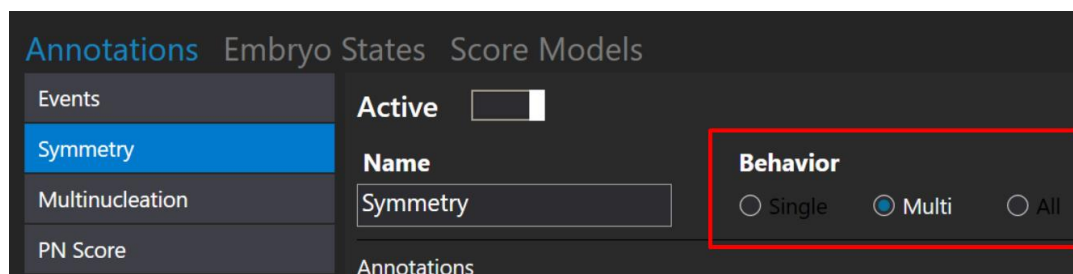 Annotations Embryo States Score Models
Events
Symmetry
Multinucleation
PN Score
Active
Name
Symmetry
Behavior
Single Multi All
Annotations